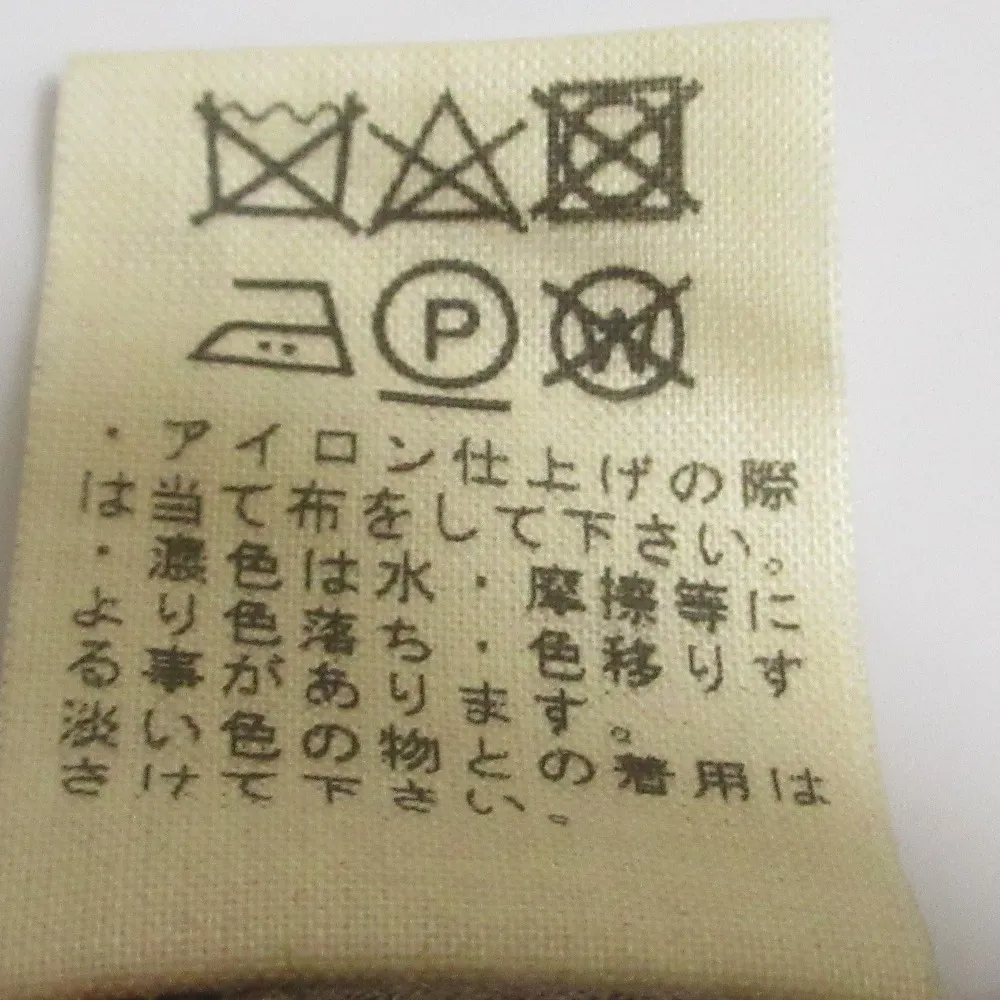 P W
・アイロン仕上げの際
は当て布をして下さい。
・濃色は水・摩擦等に
より色落ち・色移りす
る事があります。
淡い色の物との着用は
さけて下さい。